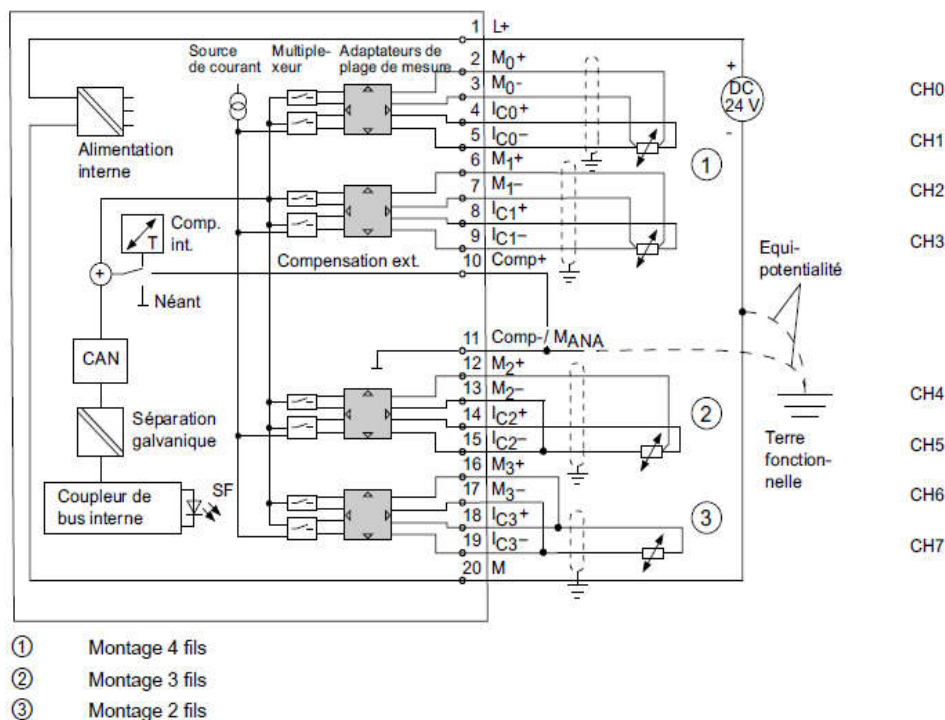 1 L+
Source de courant
Multiple-xeur
Adaptateurs de plage de mesure
2 M0+
3 M0-
4 IC0+
5 IC0−
6 M1+
7 M1−
8 IC1+
9 IC1−
10 Comp+
Alimentation interne
T
Comp. int.
Compensation ext.
+
Néant
CAN
Séparation galvanique
Coupleur de bus interne
SF
11 Comp-/ MANA
12 M2+
13 M2-
14 IC2+
15 IC2−
16 M3+
17 M3−
18 IC3+
19 IC3−
20 M
+
DC 24 V
-
1
2
3
Equi-potentialité
Terre fonction-nelle
CH0
CH1
CH2
CH3
CH4
CH5
CH6
CH7
1 Montage 4 fils
2 Montage 3 fils
3 Montage 2 fils